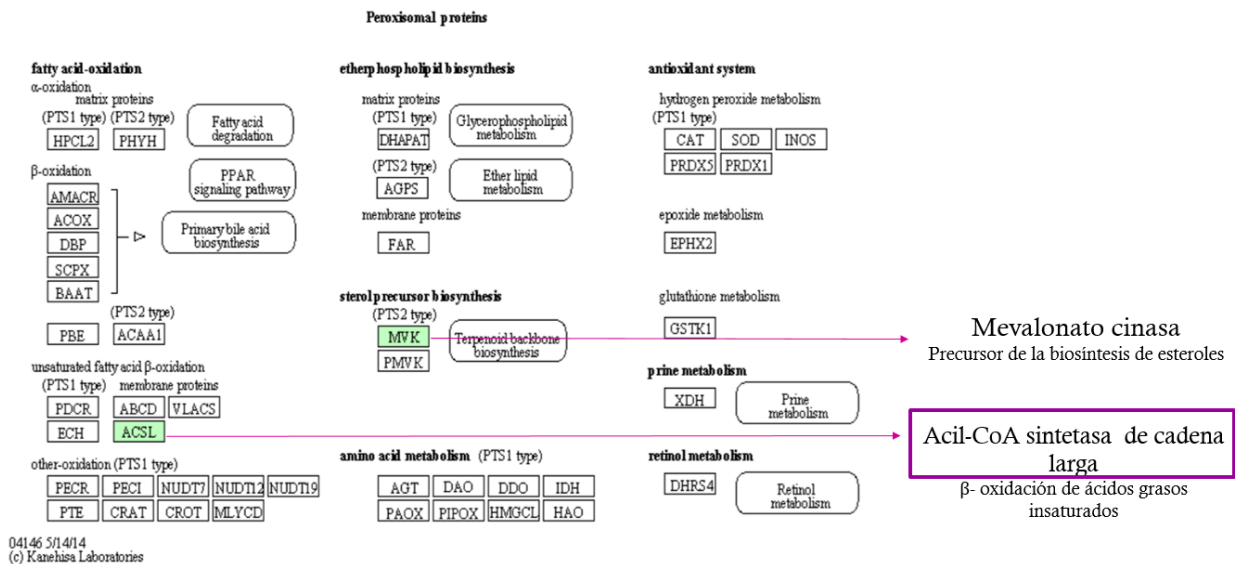 Peroxisomal proteins
fatty acid-oxidation
α-oxidation
matrix proteins
(PTS1 type) (PTS2 type)
HPCL2 PHYH
Fatty acid
degradation
β-oxidation
PPAR
signaling pathway
AMACR
ACOX
DBP
SCPX
BAAT
Primary bile acid
biosynthesis
(PTS2 type)
PBE ACAA1
unsaturated fatty acid β-oxidation
(PTS1 type) membrane proteins
PDCR ABCD VLACS
ECH ACSL
other-oxidation (PTS1 type)
PECR PECI NUDT7 NUDT12 NUDT19
PTE CRAT CROT MLYCD
etherphospholipid biosynthesis
matrix proteins
(PTS1 type)
DHAPAT
Glycerophospholipid
metabolism
(PTS2 type)
AGPS
Ether lipid
metabolism
membrane proteins
FAR
sterol precursor biosynthesis
(PTS2 type)
MVK
PMVK
Terpenoid backbone
biosynthesis
amino acid metabolism (PTS1 type)
AGT DAO DDO IDH
PAOX PIPOX HMGCL HAO
antioxidant system
hydrogen peroxide metabolism
(PTS1 type)
CAT SOD INOS
PRDX5 PRDX1
epoxide metabolism
EPHX2
glutathione metabolism
GSTK1
prine metabolism
XDH
Prine
metabolism
retinol metabolism
DHRS4
Retinol
metabolism
Mevalonato cinasa
Precursor de la biosíntesis de esteroles
Acil-CoA sintetasa de cadena
larga
β- oxidación de ácidos grasos
insaturados
04146 5/14/14
(c) Kanehisa Laboratories